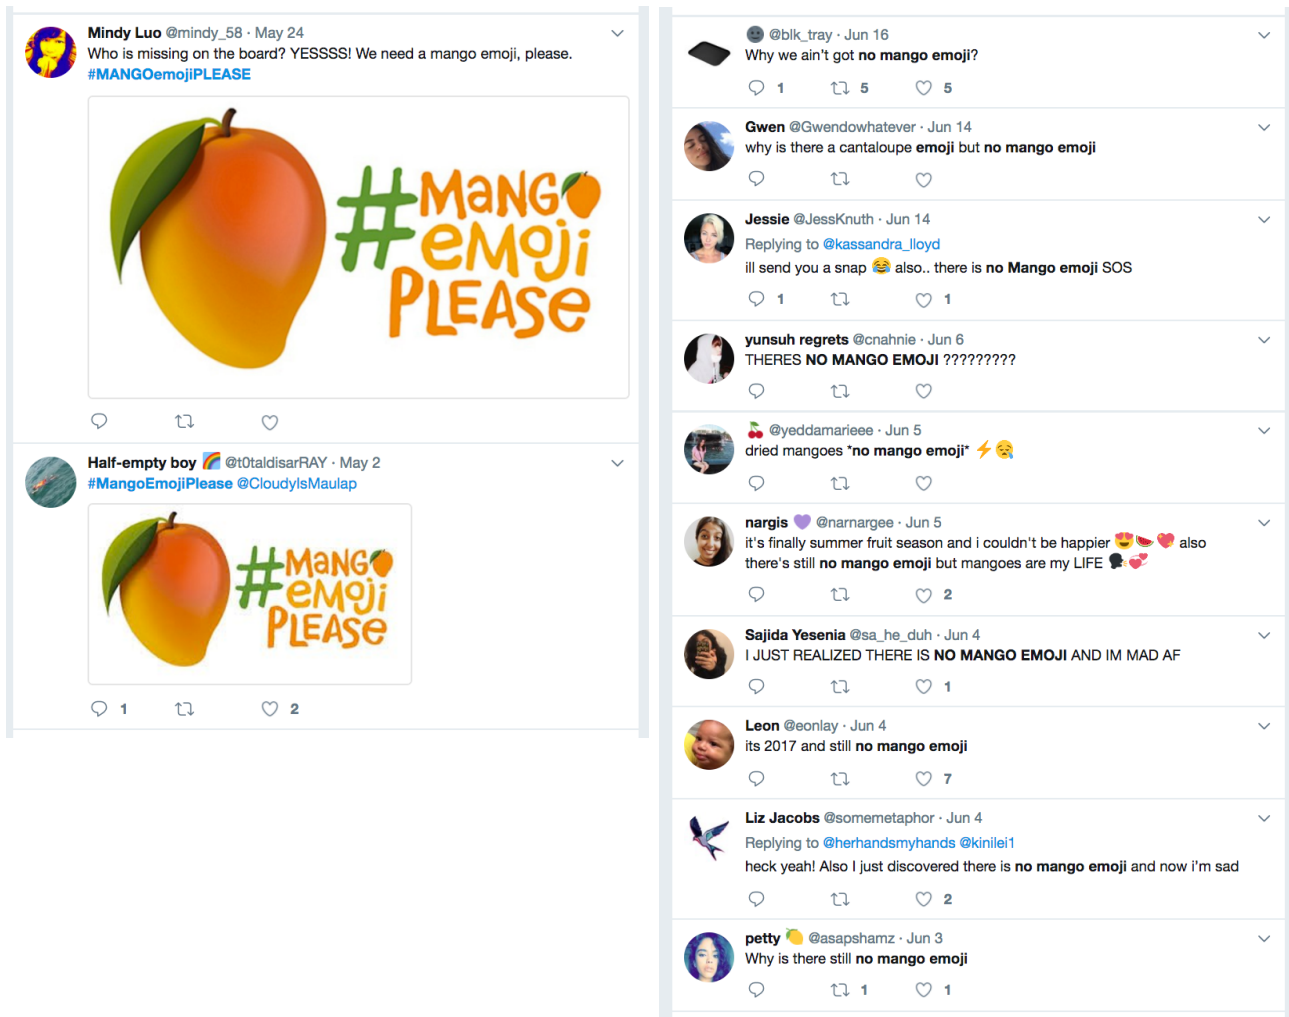 Mindy Luo @mindy_58 · May 24
Who is missing on the board? YESSSS! We need a mango emoji, please.
#MANGOemojiPLEASE
#MANGO
eMoji
PLEASE
Half-empty boy 🌈 @t0taldisarRAY · May 2
#MangoEmojiPlease @CloudyIsMaulap
#MANGO
eMoji
PLEASE
1 2
🌚 @blk_tray · Jun 16
Why we ain't got no mango emoji?
1 5 5
Gwen @Gwendowhatever · Jun 14
why is there a cantaloupe emoji but no mango emoji
Jessie @JessKnuth · Jun 14
Replying to @kassandra_lloyd
ill send you a snap 😂 also.. there is no Mango emoji SOS
1 1
yunsuh regrets @cnahnie · Jun 6
THERES NO MANGO EMOJI ?????????
🍒 @yeddamarieee · Jun 5
dried mangoes *no mango emoji* ⚡😪
nargis 💜 @narnargee · Jun 5
it's finally summer fruit season and i couldn't be happier 😍🍉💖 also
there's still no mango emoji but mangoes are my LIFE 🗣💞
2
Sajida Yesenia @sa_he_duh · Jun 4
I JUST REALIZED THERE IS NO MANGO EMOJI AND IM MAD AF
1
Leon @eonlay · Jun 4
its 2017 and still no mango emoji
7
Liz Jacobs @somemetaphor · Jun 4
Replying to @herhandsmyhands @kinilei1
heck yeah! Also I just discovered there is no mango emoji and now i'm sad
2
petty 🍋 @asapshamz · Jun 3
Why is there still no mango emoji
1 1